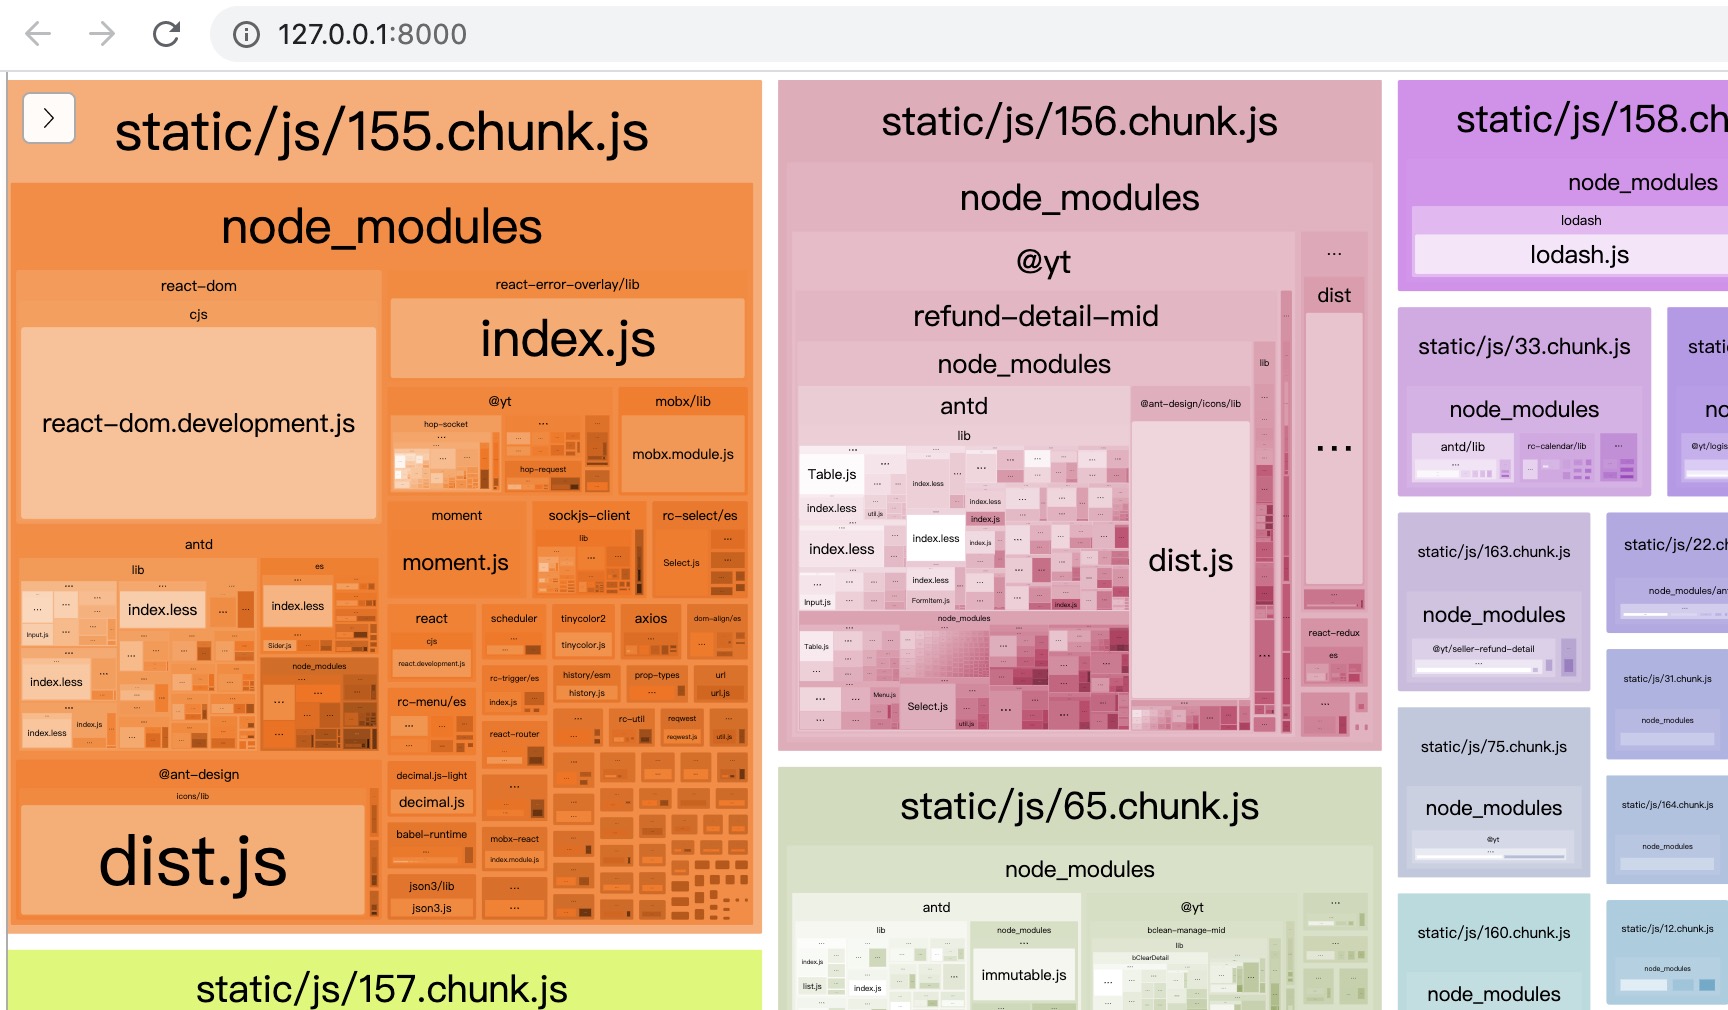 127.0.0.1:8000
static/js/155.chunk.js
node_modules
react-dom
cjs
react-dom.development.js
react-error-overlay/lib
index.js
@yt
hop-socket
...
...
hop-request
mobx/lib
mobx.module.js
moment
moment.js
sockjs-client
lib
rc-select/es
Select.js
antd
lib
index.less
Input.js
index.less
index.less
index.js
es
index.less
Sider.js
node_modules
react
cjs
react.development.js
scheduler
tinycolor2
tinycolor.js
axios
dom-align/es
rc-trigger/es
index.js
history/esm
history.js
prop-types
url
url.js
rc-menu/es
react-router
rc-util
reqwest
reqwest.js
util.js
@ant-design
icons/lib
dist.js
decimal.js-light
decimal.js
babel-runtime
mobx-react
index.module.js
json3/lib
json3.js
static/js/157.chunk.js
static/js/156.chunk.js
node_modules
@yt
refund-detail-mid
node_modules
antd
lib
Table.js
index.less
util.js
index.less
index.less
index.js
index.less
index.less
index.js
index.less
Input.js
FormItem.js
index.js
node_modules
Table.js
Menu.js
Select.js
util.js
@ant-design/icons/lib
dist.js
lib
...
dist
...
react-redux
es
static/js/65.chunk.js
node_modules
antd
lib
index.js
list.js
index.js
node_modules
immutable.js
@yt
bclean-manage-mid
lib
bClearDetail
static/js/158.ch
node_modules
lodash
lodash.js
static/js/33.chunk.js
node_modules
antd/lib
rc-calendar/lib
stati
no
@yt/logis
static/js/163.chunk.js
node_modules
@yt/seller-refund-detail
static/js/22.ch
node_modules/an
static/js/31.chunk.js
node_modules
static/js/75.chunk.js
node_modules
@yt
static/js/164.chunk.js
node_modules
static/js/160.chunk.js
node_modules
static/js/12.chunk.js
node_modules